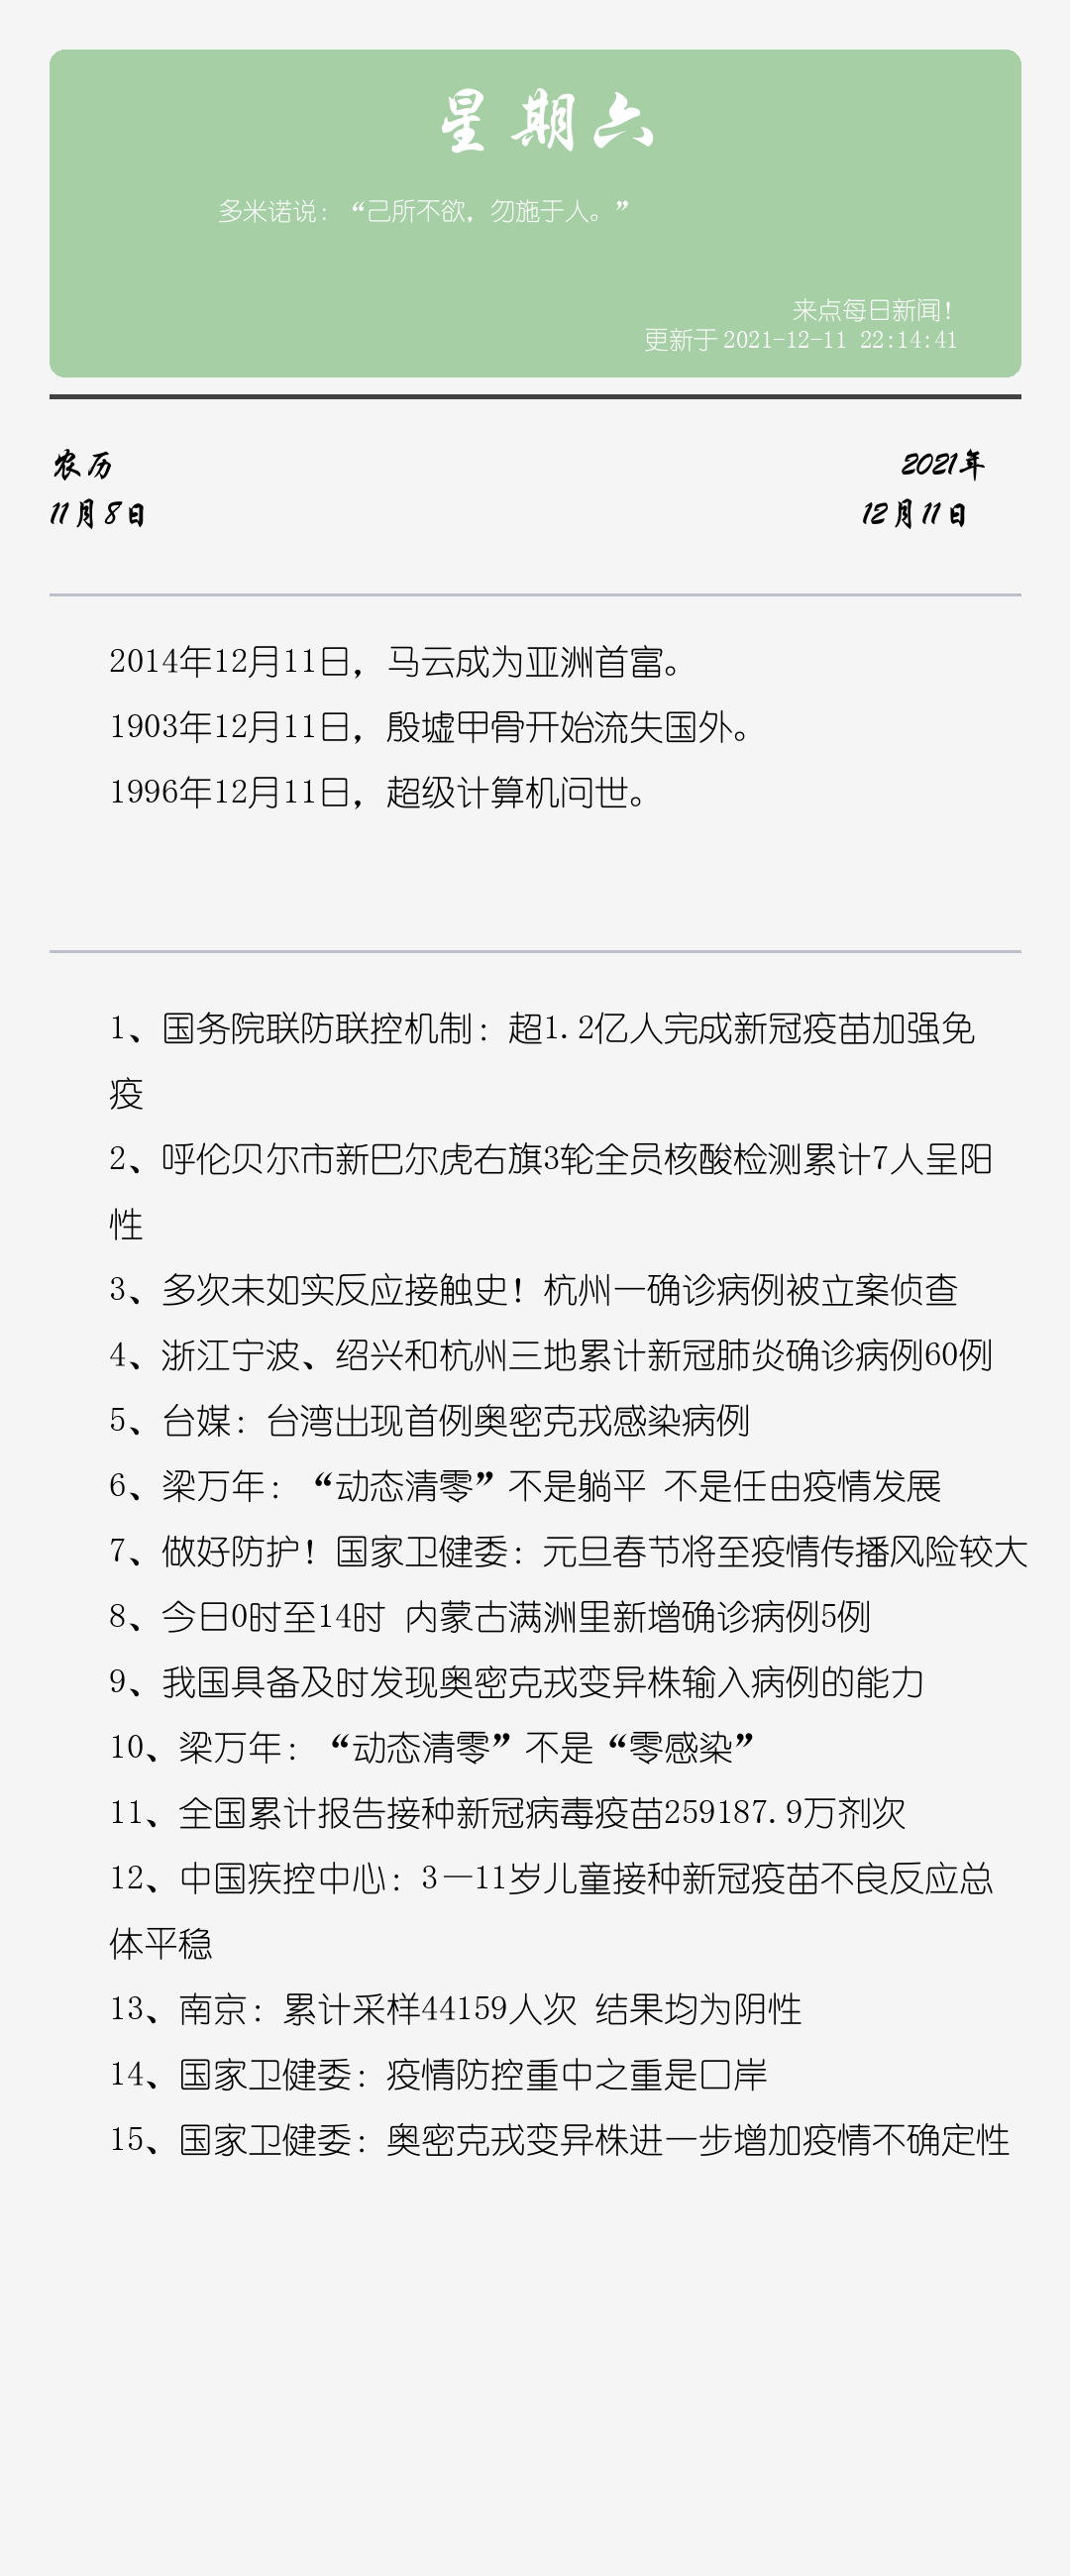 星期六
多米诺说：“己所不欲，勿施于人。”
来点每日新闻！
更新于2021-12-11 22:14:41
农历
2021年
11月8日
12月11日
2014年12月11日，马云成为亚洲首富。
1903年12月11日，殷墟甲骨开始流失国外。
1996年12月11日，超级计算机问世。
1、国务院联防联控机制：超1.2亿人完成新冠疫苗加强免
疫
2、呼伦贝尔市新巴尔虎右旗3轮全员核酸检测累计7人呈阳
性
3、多次未如实反应接触史！杭州一确诊病例被立案侦查
4、浙江宁波、绍兴和杭州三地累计新冠肺炎确诊病例60例
5、台媒：台湾出现首例奥密克戎感染病例
6、梁万年：“动态清零”不是躺平 不是任由疫情发展
7、做好防护！国家卫健委：元旦春节将至疫情传播风险较大
8、今日0时至14时 内蒙古满洲里新增确诊病例5例
9、我国具备及时发现奥密克戎变异株输入病例的能力
10、梁万年：“动态清零”不是“零感染”
11、全国累计报告接种新冠病毒疫苗259187.9万剂次
12、中国疾控中心：3—11岁儿童接种新冠疫苗不良反应总
体平稳
13、南京：累计采样44159人次 结果均为阴性
14、国家卫健委：疫情防控重中之重是口岸
15、国家卫健委：奥密克戎变异株进一步增加疫情不确定性